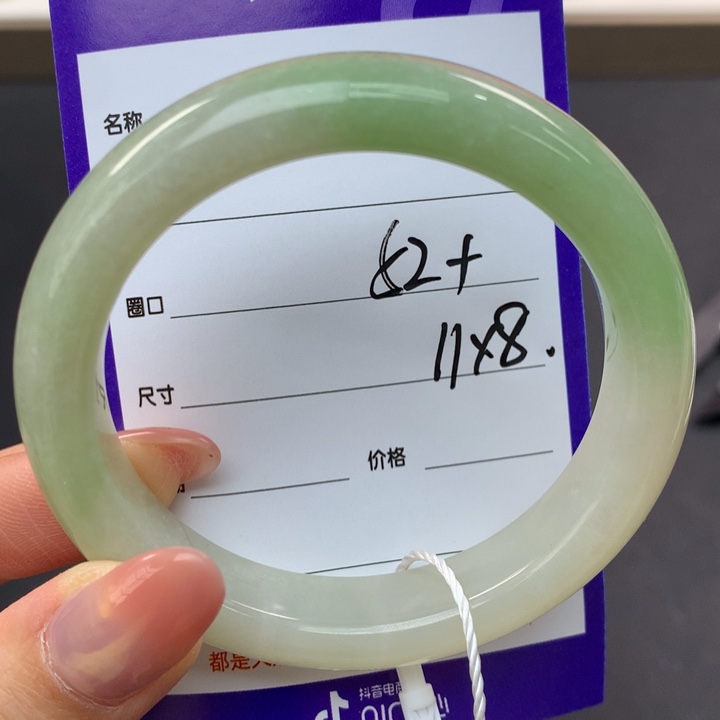 名称
圈口 62+
尺寸 11x8.
价格
都是
抖音电商